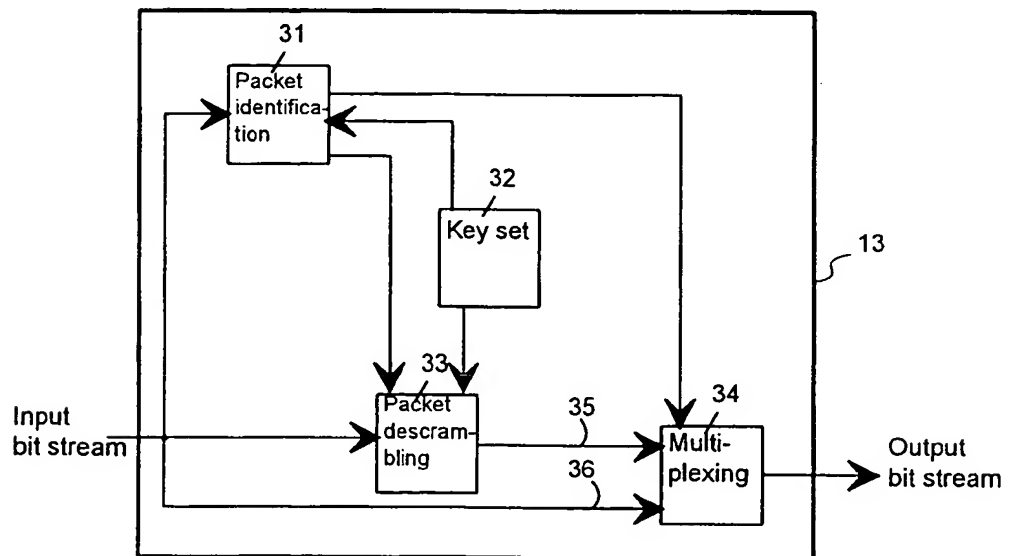 31
Packet
identifica-
tion
32
Key set
13
33
Packet
descram-
bling
Input
bit stream
35
36
34
Multi-
plexing
Output
bit stream